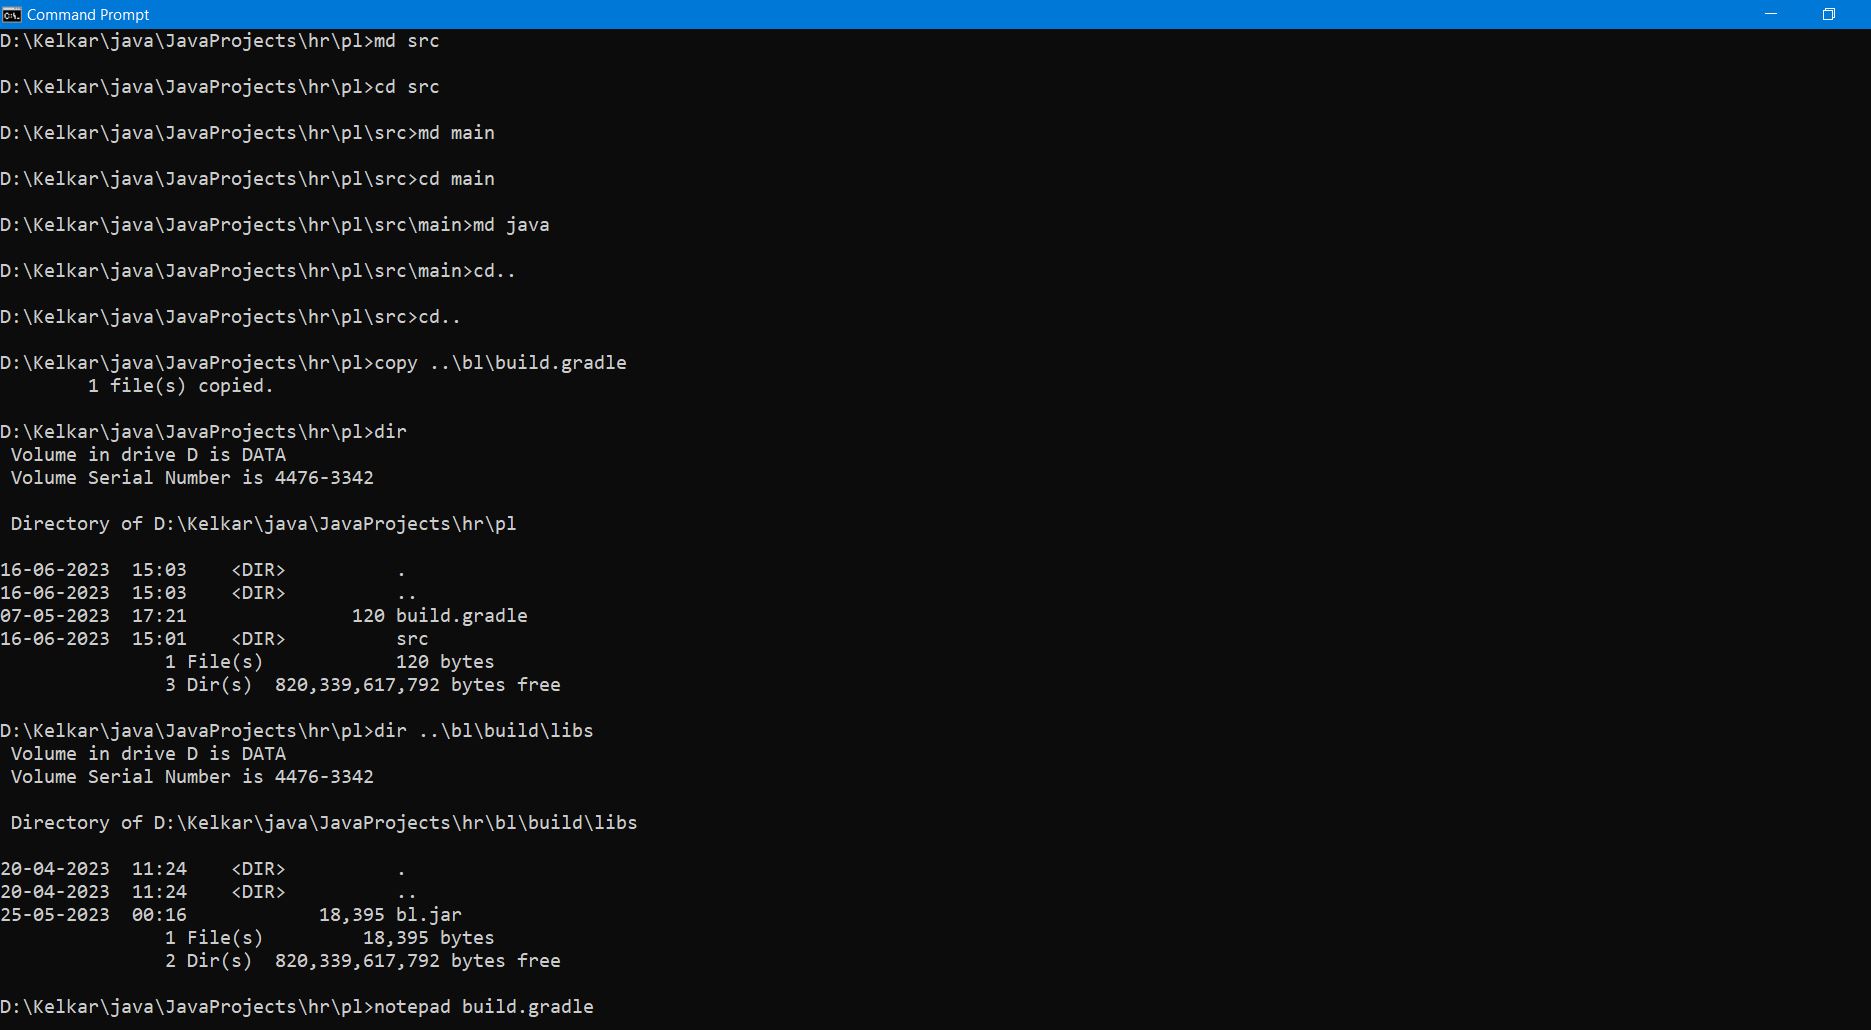 Command Prompt
D:\Kelkar\java\JavaProjects\hr\pl>md src
D:\Kelkar\java\JavaProjects\hr\pl>cd src
D:\Kelkar\java\JavaProjects\hr\pl\src>md main
D:\Kelkar\java\JavaProjects\hr\pl\src>cd main
D:\Kelkar\java\JavaProjects\hr\pl\src\main>md java
D:\Kelkar\java\JavaProjects\hr\pl\src\main>cd..
D:\Kelkar\java\JavaProjects\hr\pl\src>cd..
D:\Kelkar\java\JavaProjects\hr\pl>copy ..\bl\build.gradle
        1 file(s) copied.
D:\Kelkar\java\JavaProjects\hr\pl>dir
 Volume in drive D is DATA
 Volume Serial Number is 4476-3342
 Directory of D:\Kelkar\java\JavaProjects\hr\pl
16-06-2023  15:03    <DIR>          .
16-06-2023  15:03    <DIR>          ..
07-05-2023  17:21               120 build.gradle
16-06-2023  15:01    <DIR>          src
               1 File(s)            120 bytes
               3 Dir(s)  820,339,617,792 bytes free
D:\Kelkar\java\JavaProjects\hr\pl>dir ..\bl\build\libs
 Volume in drive D is DATA
 Volume Serial Number is 4476-3342
 Directory of D:\Kelkar\java\JavaProjects\hr\bl\build\libs
20-04-2023  11:24    <DIR>          .
20-04-2023  11:24    <DIR>          ..
25-05-2023  00:16            18,395 bl.jar
               1 File(s)         18,395 bytes
               2 Dir(s)  820,339,617,792 bytes free
D:\Kelkar\java\JavaProjects\hr\pl>notepad build.gradle